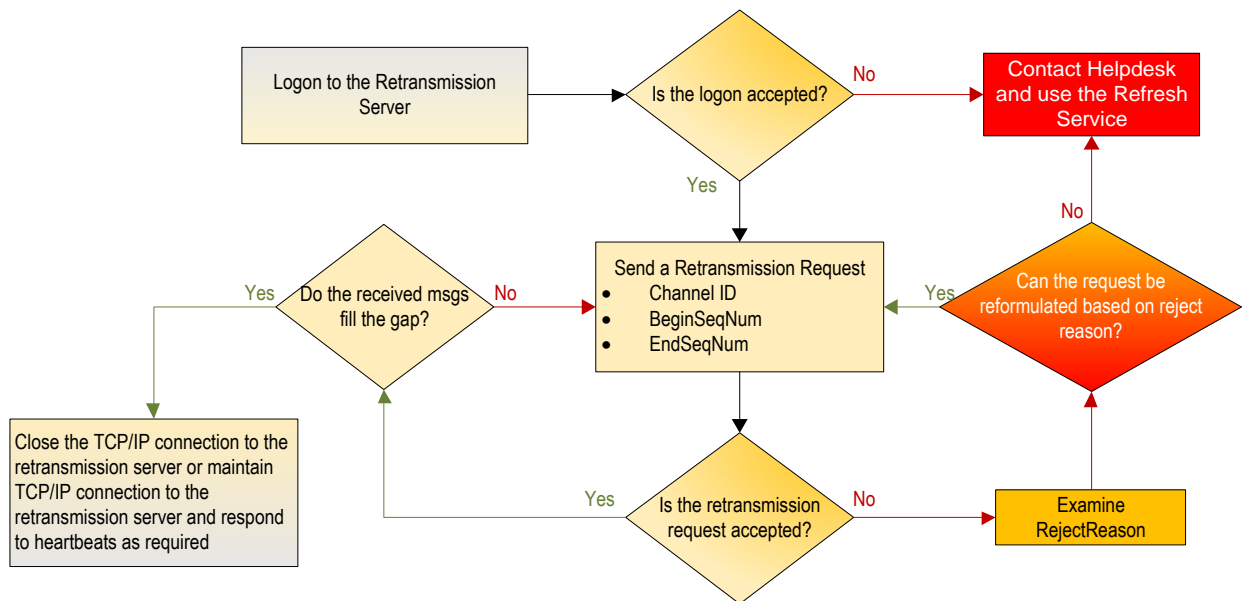 Logon to the Retransmission
Server
Is the logon accepted?
No
Contact Helpdesk
and use the Refresh
Service
Yes
No
Do the received msgs
fill the gap?
Yes
No
Send a Retransmission Request
• Channel ID
• BeginSeqNum
• EndSeqNum
Yes
Can the request be
reformulated based on reject
reason?
Close the TCP/IP connection to the
retransmission server or maintain
TCP/IP connection to the
retransmission server and respond
to heartbeats as required
Yes
Is the retransmission
request accepted?
No
Examine
RejectReason